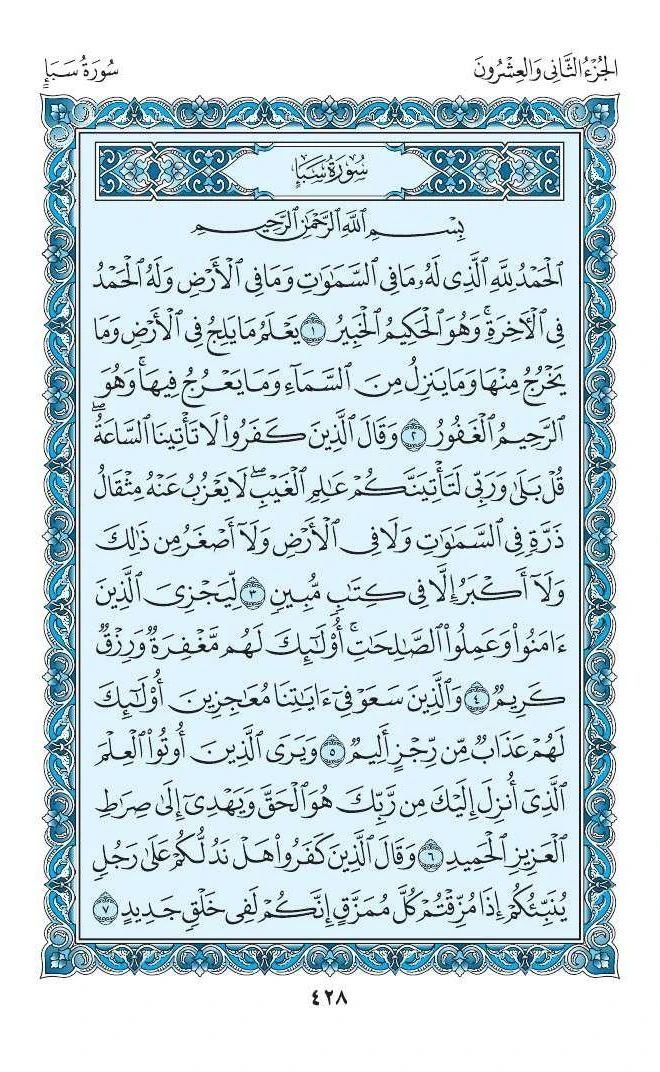 الجُزْءُ الثَّانِي وَالعِشْرُونَ
سُورَةُ سَبَإٍ
سُورَةُ سَبَإٍ
بِسْمِ ٱللَّهِ ٱلرَّحْمَٰنِ ٱلرَّحِيمِ
ٱلْحَمْدُ لِلَّهِ ٱلَّذِى لَهُۥ مَا فِى ٱلسَّمَٰوَٰتِ وَمَا فِى ٱلْأَرْضِ وَلَهُ ٱلْحَمْدُ
فِى ٱلْأَخِرَةِۚ وَهُوَ ٱلْحَكِيمُ ٱلْخَبِيرُ ١ يَعْلَمُ مَا يَلِجُ فِى ٱلْأَرْضِ وَمَا
يَخْرُجُ مِنْهَا وَمَا يَنزِلُ مِنَ ٱلسَّمَآءِ وَمَا يَعْرُجُ فِيهَاۚ وَهُوَ
ٱلرَّحِيمُ ٱلْغَفُورُ ٢ وَقَالَ ٱلَّذِينَ كَفَرُواْ لَا تَأْتِينَا ٱلسَّاعَةُۖ
قُلْ بَلَىٰ وَرَبِّى لَتَأْتِيَنَّكُمْ عَٰلِمِ ٱلْغَيْبِۖ لَا يَعْزُبُ عَنْهُ مِثْقَالُ
ذَرَّةٍ فِى ٱلسَّمَٰوَٰتِ وَلَا فِى ٱلْأَرْضِ وَلَآ أَصْغَرُ مِن ذَٰلِكَ
وَلَآ أَكْبَرُ إِلَّا فِى كِتَٰبٍ مُّبِينٍ ٣ لِّيَجْزِىَ ٱلَّذِينَ
ءَامَنُواْ وَعَمِلُواْ ٱلصَّٰلِحَٰتِۚ أُوْلَٰٓئِكَ لَهُم مَّغْفِرَةٌ وَرِزْقٌ
كَرِيمٌ ٤ وَٱلَّذِينَ سَعَوْ فِىٓ ءَايَٰتِنَا مُعَٰجِزِينَ أُوْلَٰٓئِكَ
لَهُمْ عَذَابٌ مِّن رِّجْزٍ أَلِيمٌ ٥ وَيَرَى ٱلَّذِينَ أُوتُواْ ٱلْعِلْمَ
ٱلَّذِىٓ أُنزِلَ إِلَيْكَ مِن رَّبِّكَ هُوَ ٱلْحَقَّ وَيَهْدِىٓ إِلَىٰ صِرَٰطِ
ٱلْعَزِيزِ ٱلْحَمِيدِ ٦ وَقَالَ ٱلَّذِينَ كَفَرُواْ هَلْ نَدُلُّكُمْ عَلَىٰ رَجُلٍ
يُنَبِّئُكُمْ إِذَا مُزِّقْتُمْ كُلَّ مُمَزَّقٍ إِنَّكُمْ لَفِى خَلْقٍ جَدِيدٍ ٧
٤٢٨